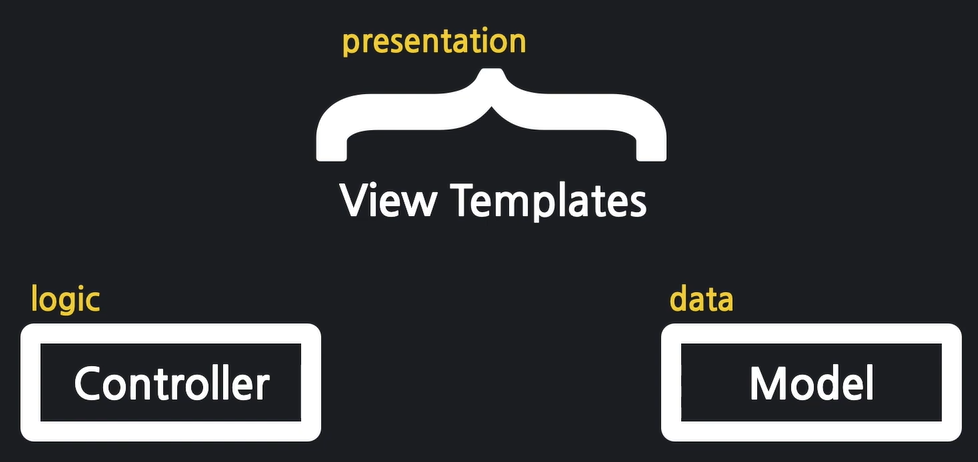 presentation
View Templates
logic
Controller
data
Model